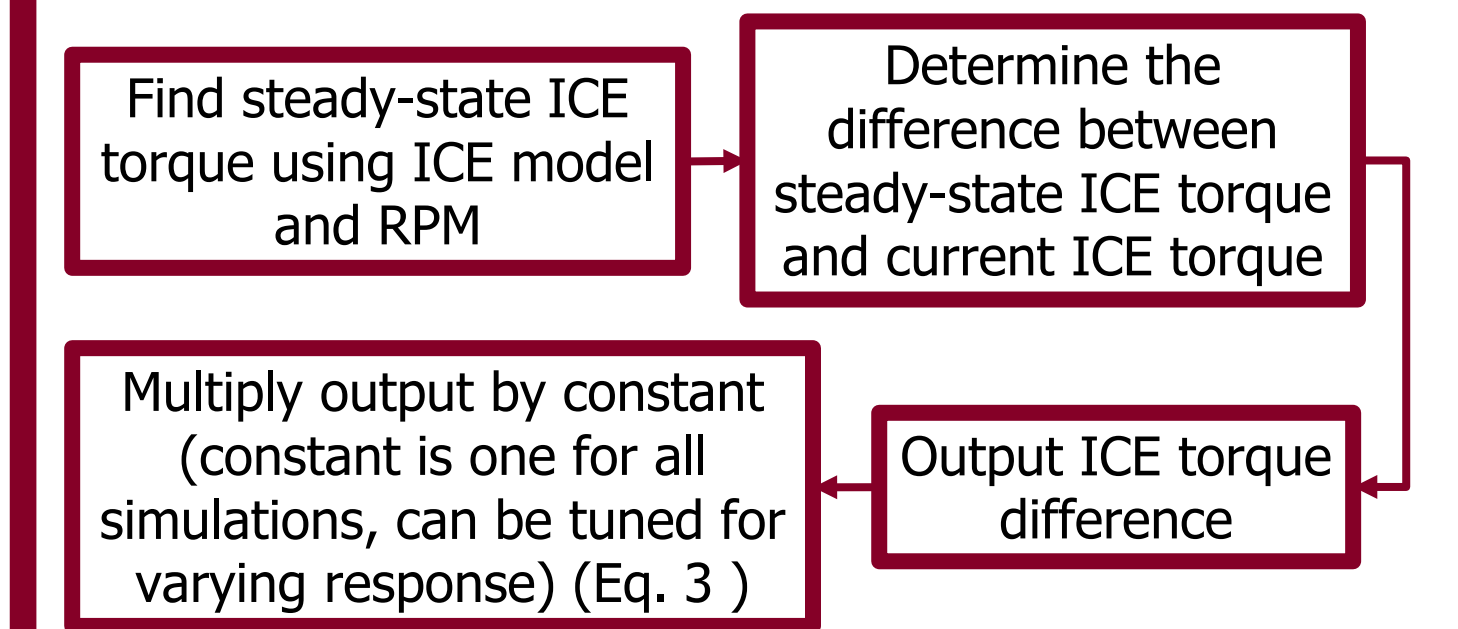 Find steady-state ICE
torque using ICE model
and RPM
Determine the
difference between
steady-state ICE torque
and current ICE torque
Output ICE torque
difference
Multiply output by constant
(constant is one for all
simulations, can be tuned for
varying response) (Eq. 3 )